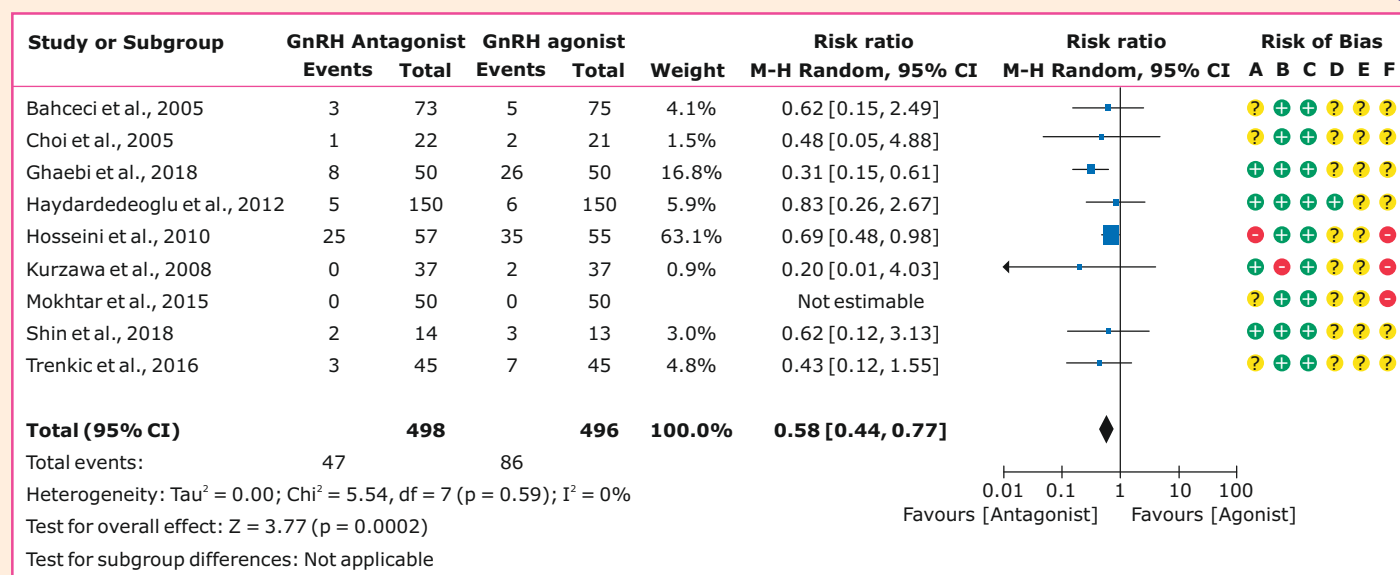 Study or Subgroup GnRH Antagonist GnRH agonist Risk ratio Risk ratio Risk of Bias
Events Total Events Total Weight M-H Random, 95% CI M-H Random, 95% CI A B C D E F
Bahceci et al., 2005 3 73 5 75 4.1% 0.62 [0.15, 2.49] ? + + ? ? ?
Choi et al., 2005 1 22 2 21 1.5% 0.48 [0.05, 4.88] ? + + ? ? ?
Ghaebi et al., 2018 8 50 26 50 16.8% 0.31 [0.15, 0.61] + + + ? ? ?
Haydardedeoglu et al., 2012 5 150 6 150 5.9% 0.83 [0.26, 2.67] + + + + ? ?
Hosseini et al., 2010 25 57 35 55 63.1% 0.69 [0.48, 0.98] - + + ? ? -
Kurzawa et al., 2008 0 37 2 37 0.9% 0.20 [0.01, 4.03] + - + ? ? -
Mokhtar et al., 2015 0 50 0 50 Not estimable ? + + ? ? -
Shin et al., 2018 2 14 3 13 3.0% 0.62 [0.12, 3.13] + + + ? ? ?
Trenkic et al., 2016 3 45 7 45 4.8% 0.43 [0.12, 1.55] ? + + ? ? ?
Total (95% CI) 498 496 100.0% 0.58 [0.44, 0.77]
Total events: 47 86
Heterogeneity: Tau² = 0.00; Chi² = 5.54, df = 7 (p = 0.59); I² = 0%
0.01 0.1 1 10 100
Test for overall effect: Z = 3.77 (p = 0.0002)
Favours [Antagonist] Favours [Agonist]
Test for subgroup differences: Not applicable